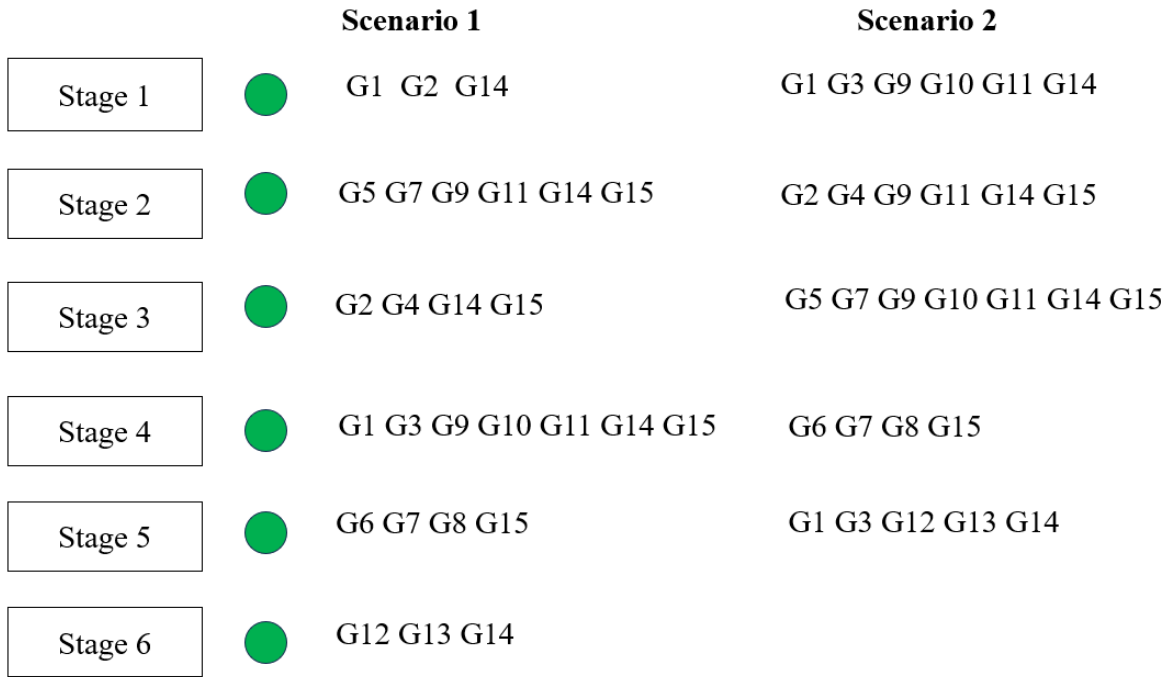 Scenario 1 Scenario 2
Stage 1 G1 G2 G14 G1 G3 G9 G10 G11 G14
Stage 2 G5 G7 G9 G11 G14 G15 G2 G4 G9 G11 G14 G15
Stage 3 G2 G4 G14 G15 G5 G7 G9 G10 G11 G14 G15
Stage 4 G1 G3 G9 G10 G11 G14 G15 G6 G7 G8 G15
Stage 5 G6 G7 G8 G15 G1 G3 G12 G13 G14
Stage 6 G12 G13 G14